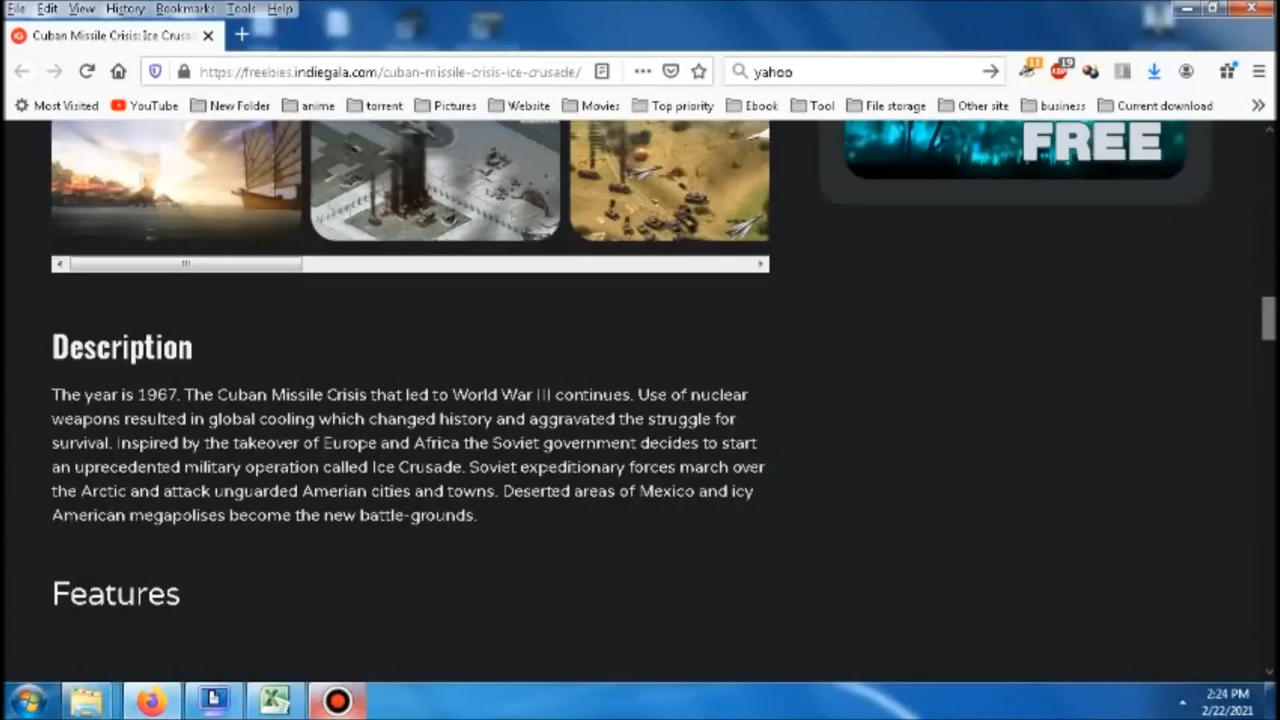 File Edit View History Bookmarks Tools Help
Cuban Missile Crisis: Ice Crusa
https://freebies.indiegala.com/cuban-missile-crisis-ice-crusade/
yahoo
11
19
Most Visited YouTube New Folder anime torrent Pictures Website Movies Top priority Ebook Tool File storage Other site business Current download
FREE
Description
The year is 1967. The Cuban Missile Crisis that led to World War III continues. Use of nuclear
weapons resulted in global cooling which changed history and aggravated the struggle for
survival. Inspired by the takeover of Europe and Africa the Soviet government decides to start
an uprecedented military operation called Ice Crusade. Soviet expeditionary forces march over
the Arctic and attack unguarded Amerian cities and towns. Deserted areas of Mexico and icy
American megapolises become the new battle-grounds.
Features
2:24 PM
2/22/2021